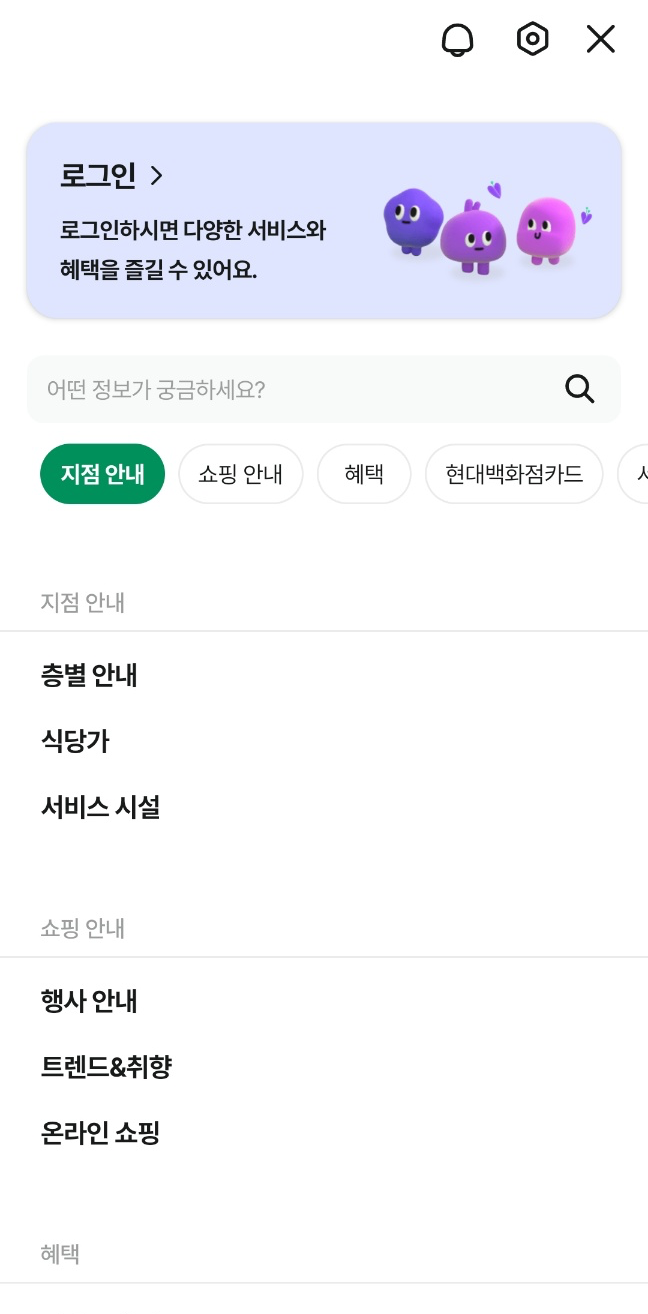 로그인
로그인하시면 다양한 서비스와
혜택을 즐길 수 있어요.
어떤 정보가 궁금하세요?
지점 안내 쇼핑 안내 혜택 현대백화점카드
지점 안내
층별 안내
식당가
서비스 시설
쇼핑 안내
행사 안내
트렌드&취향
온라인 쇼핑
혜택